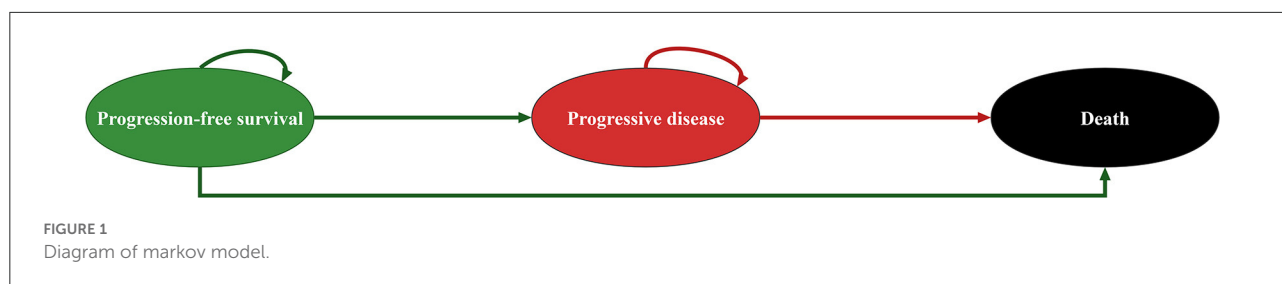 Progression-free survival
Progressive disease
Death
FIGURE 1
Diagram of markov model.